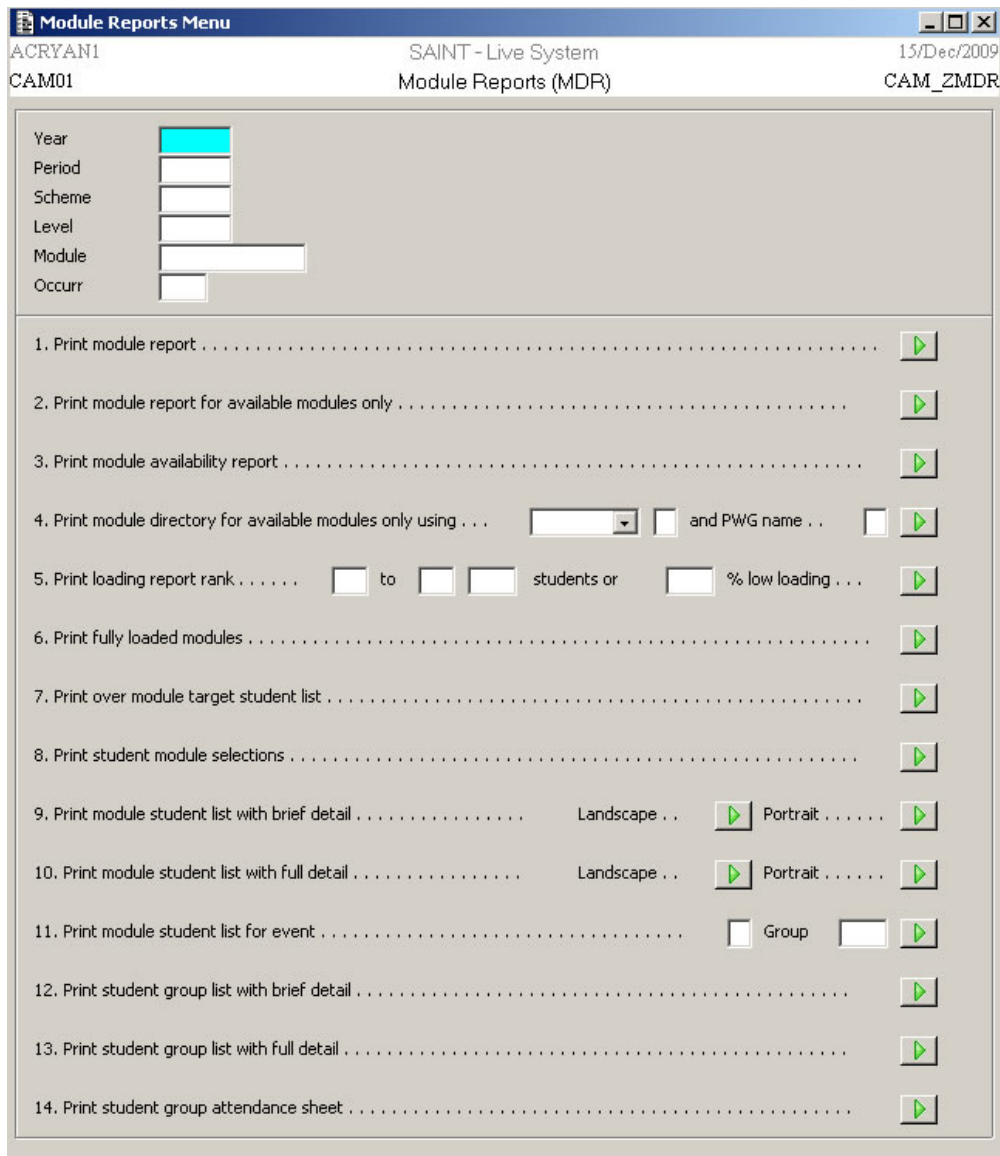 Module Reports Menu
ACRYAN1 SAINT - Live System 15/Dec/2009
CAM01 Module Reports (MDR) CAM_ZMDR
Year
Period
Scheme
Level
Module
Occurr
1. Print module report . . . . . . . . . . . . . . . . . . . . . . . . . . . . . . . . . . . . . . . . . . . . . . . . . . . . . . . . . . . . . . .
2. Print module report for available modules only . . . . . . . . . . . . . . . . . . . . . . . . . . . . . . . . . . . . . . . . . .
3. Print module availability report . . . . . . . . . . . . . . . . . . . . . . . . . . . . . . . . . . . . . . . . . . . . . . . . . . . . . .
4. Print module directory for available modules only using . . . and PWG name . .
5. Print loading report rank . . . . . . to students or % low loading . . .
6. Print fully loaded modules . . . . . . . . . . . . . . . . . . . . . . . . . . . . . . . . . . . . . . . . . . . . . . . . . . . . . . . . . .
7. Print over module target student list . . . . . . . . . . . . . . . . . . . . . . . . . . . . . . . . . . . . . . . . . . . . . . . . . .
8. Print student module selections . . . . . . . . . . . . . . . . . . . . . . . . . . . . . . . . . . . . . . . . . . . . . . . . . . . . .
9. Print module student list with brief detail . . . . . . . . . . . . . . . . Landscape . . Portrait . . . . . .
10. Print module student list with full detail . . . . . . . . . . . . . . . . Landscape . . Portrait . . . . . .
11. Print module student list for event . . . . . . . . . . . . . . . . . . . . . . . . . . . . . . . . . . Group
12. Print student group list with brief detail . . . . . . . . . . . . . . . . . . . . . . . . . . . . . . . . . . . . . . . . . . . . . .
13. Print student group list with full detail . . . . . . . . . . . . . . . . . . . . . . . . . . . . . . . . . . . . . . . . . . . . . . .
14. Print student group attendance sheet . . . . . . . . . . . . . . . . . . . . . . . . . . . . . . . . . . . . . . . . . . . . . . .